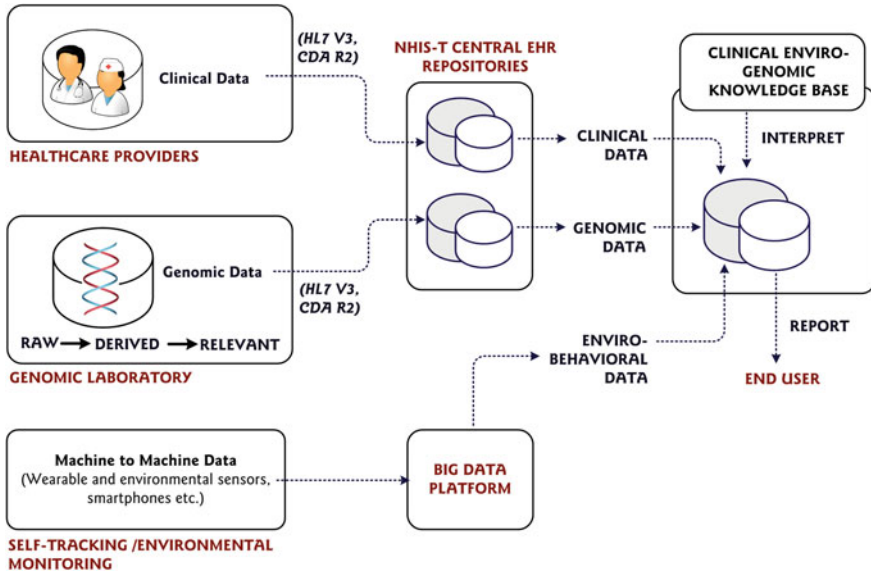 Clinical Data
HEALTHCARE PROVIDERS
(HL7 V3,
CDA R2)
NHIS-T CENTRAL EHR
REPOSITORIES
CLINICAL ENVIRO-
GENOMIC
KNOWLEDGE BASE
INTERPRET
CLINICAL
DATA
Genomic Data
RAW
DERIVED
RELEVANT
GENOMIC LABORATORY
(HL7 V3,
CDA R2)
GENOMIC
DATA
REPORT
END USER
ENVIRO-
BEHAVIORAL
DATA
Machine to Machine Data
(Wearable and environmental sensors,
smartphones etc.)
SELF-TRACKING /ENVIRONMENTAL
MONITORING
BIG DATA
PLATFORM